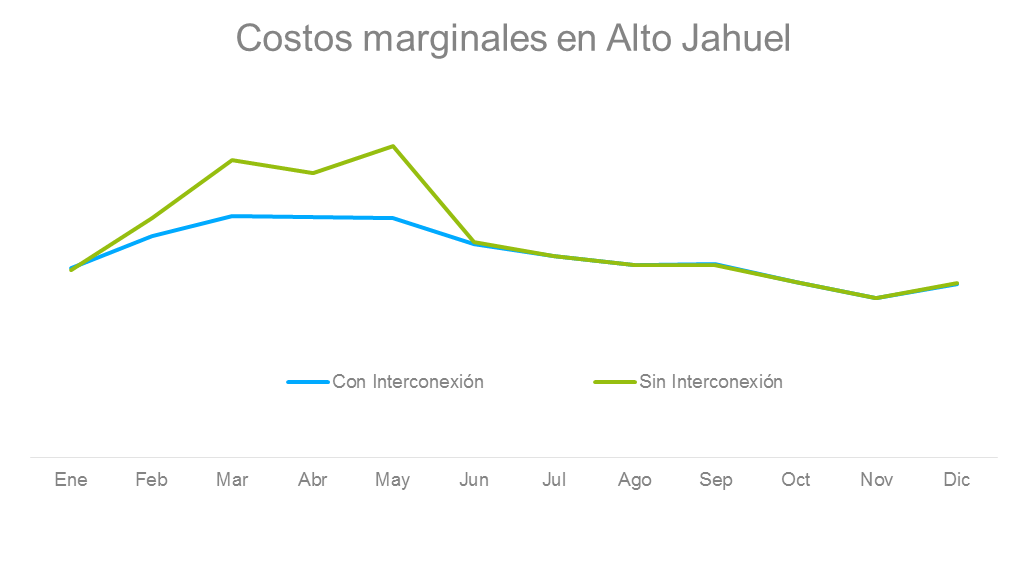 Costos marginales en Alto Jahuel
Con Interconexión Sin Interconexión
Ene Feb Mar Abr May Jun Jul Ago Sep Oct Nov Dic